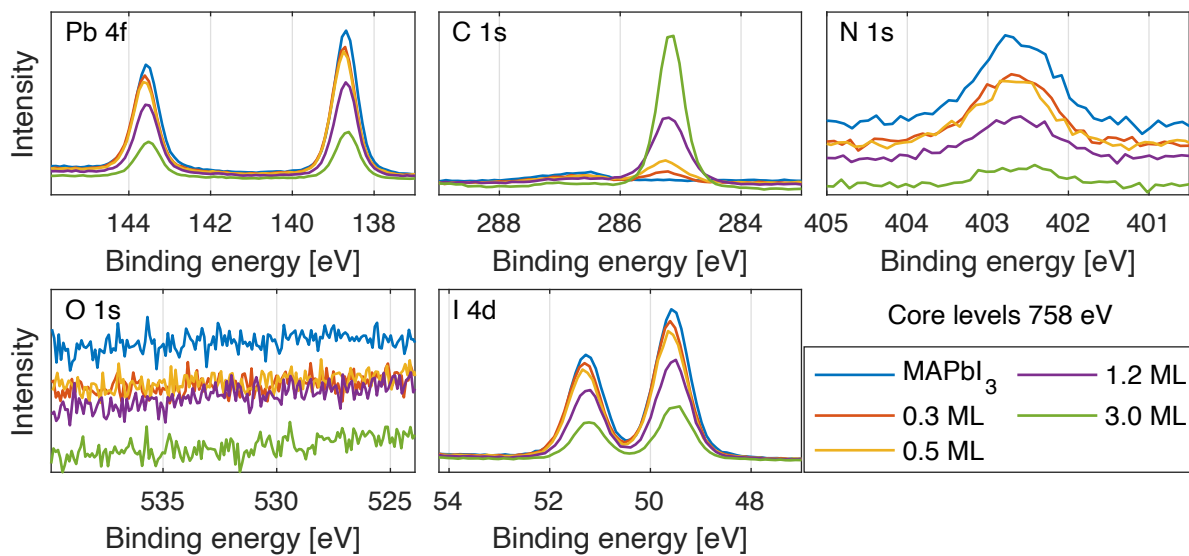 Pb 4f
C 1s
N 1s
Intensity
144 142 140 138
288 286 284
405 404 403 402 401
Binding energy [eV]
Binding energy [eV]
Binding energy [eV]
O 1s
I 4d
Core levels 758 eV
Intensity
MAPbI₃
1.2 ML
0.3 ML
3.0 ML
0.5 ML
535 530 525
54 52 50 48
Binding energy [eV]
Binding energy [eV]